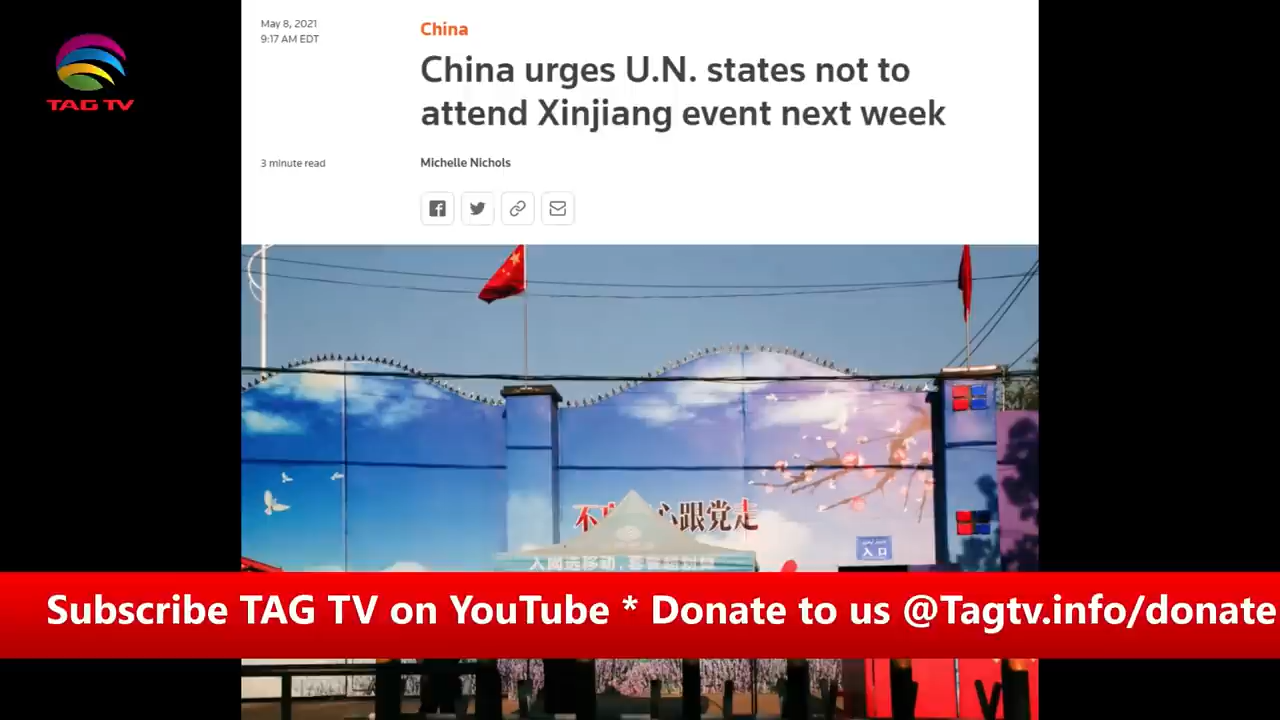 May 8, 2021
9:17 AM EDT
TAG TV
China
China urges U.N. states not to
attend Xinjiang event next week
3 minute read
Michelle Nichols
心跟党走
入口
Subscribe TAG TV on YouTube * Donate to us @Tagtv.info/donate